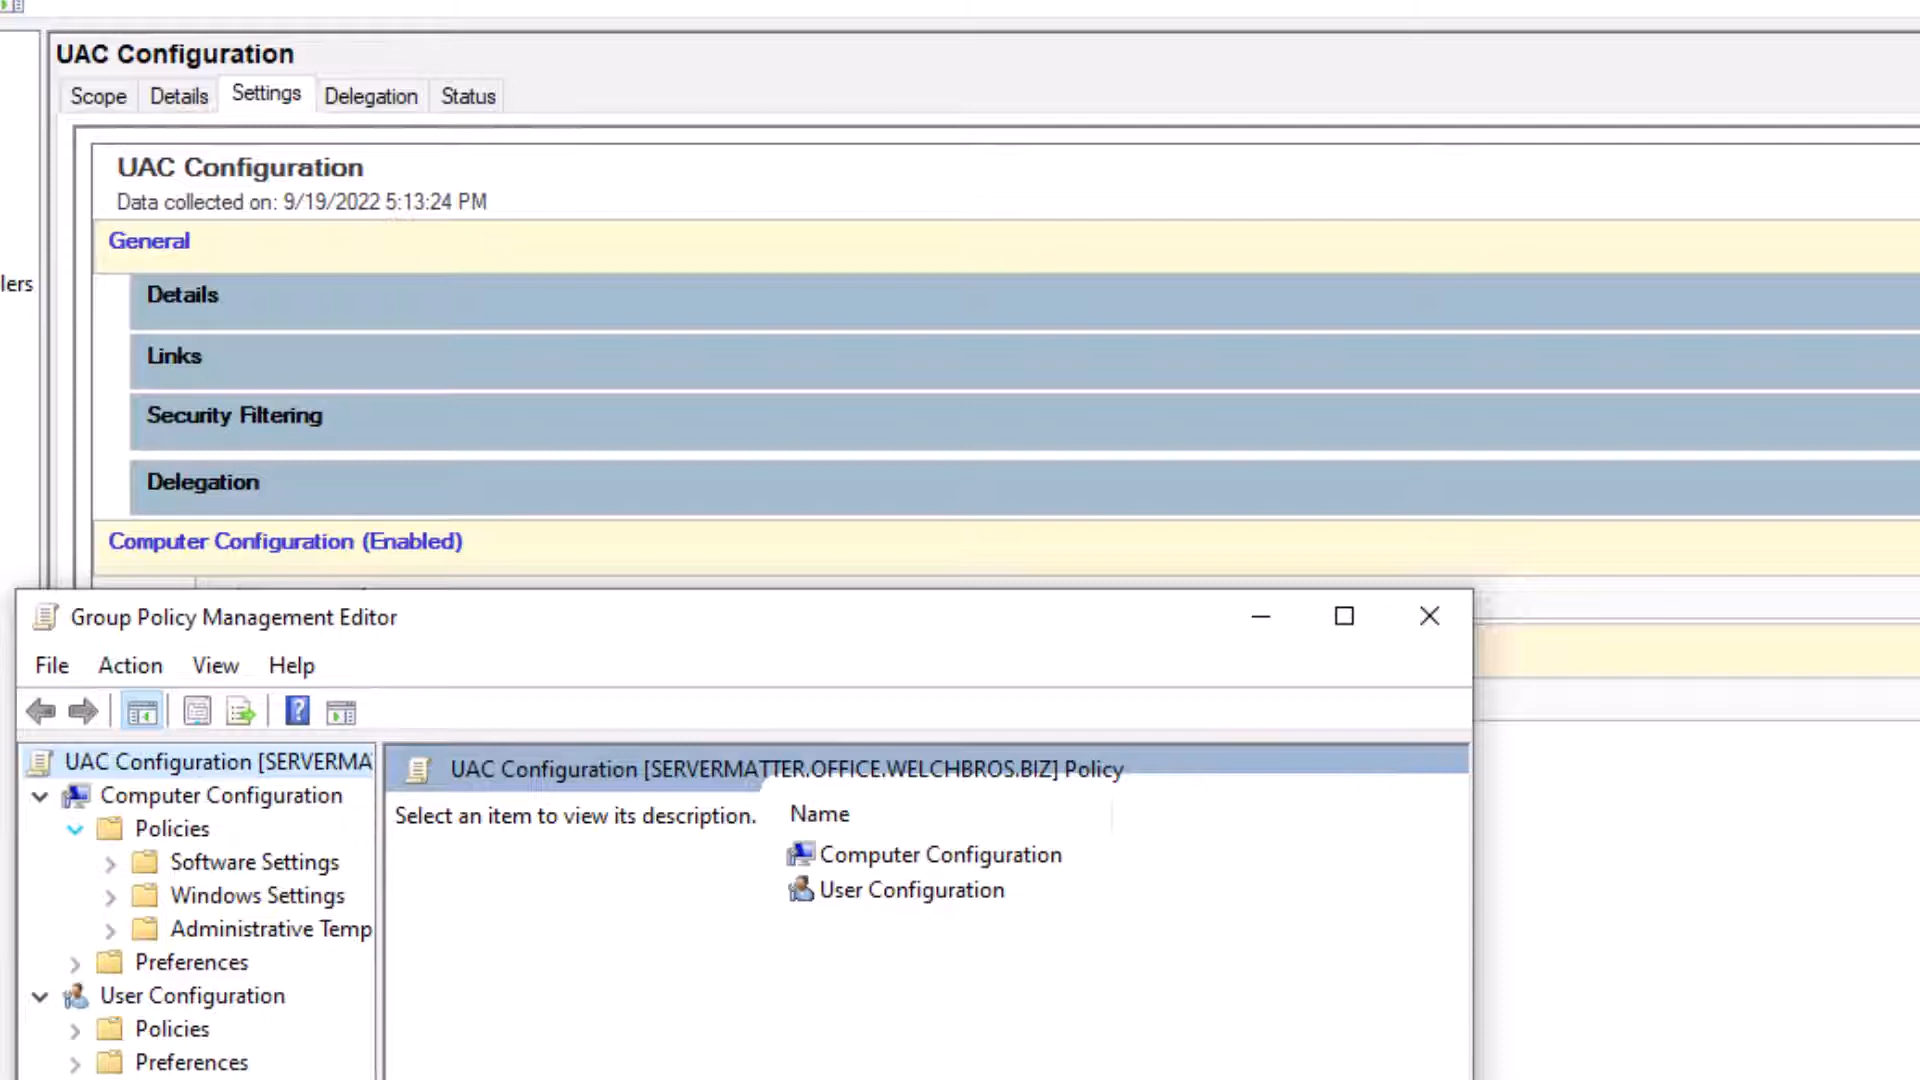 UAC Configuration
Scope Details Settings Delegation Status
UAC Configuration
Data collected on: 9/19/2022 5:13:24 PM
General
lers
Details
Links
Security Filtering
Delegation
Computer Configuration (Enabled)
Group Policy Management Editor
File Action View Help
UAC Configuration [SERVERMA
Computer Configuration
Policies
Software Settings
Windows Settings
Administrative Temp
Preferences
User Configuration
Policies
Preferences
UAC Configuration [SERVERMATTER.OFFICE.WELCHBROS.BIZ] Policy
Select an item to view its description.
Name
Computer Configuration
User Configuration